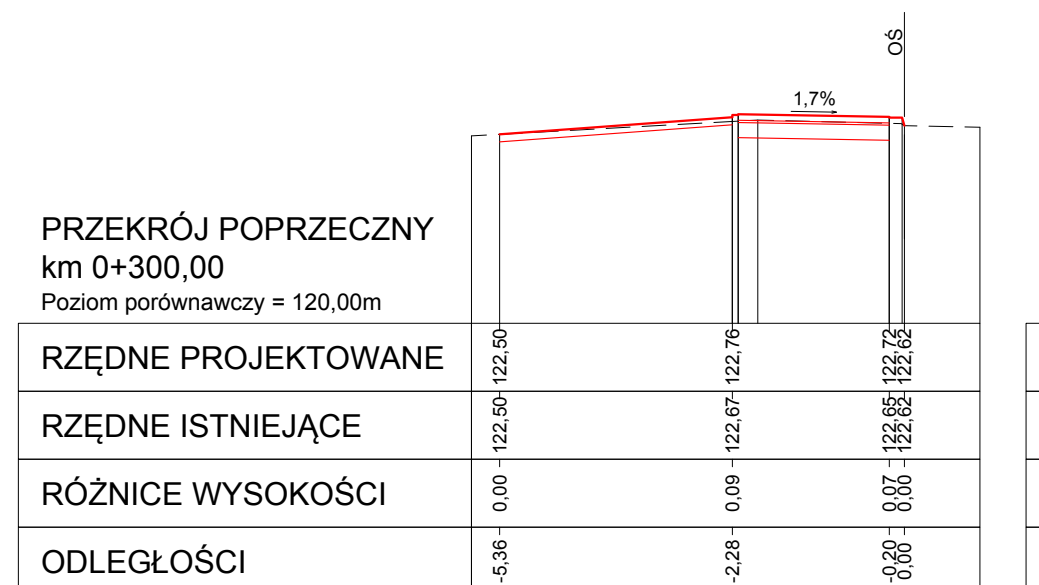 OŚ
1,7%
PRZEKRÓJ POPRZECZNY
km 0+300,00
Poziom porównawczy = 120,00m
RZĘDNE PROJEKTOWANE 122,50 122,76 122,72 122,62
RZĘDNE ISTNIEJĄCE 122,50 122,67 122,65 122,62
RÓŻNICE WYSOKOŚCI 0,00 0,09 0,07 0,00
ODLEGŁOŚCI -5,36 -2,28 -0,20 0,00